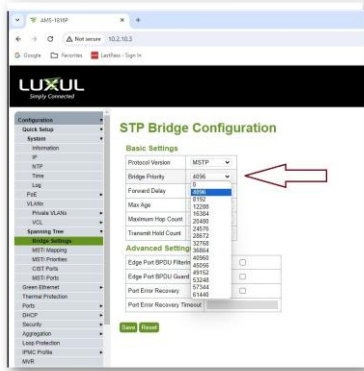 AMS-1816P
Not secure 10.2.10.3
Google Favorites LastPass - Sign In
LUXUL
Simply Connected
Configuration
Quick Setup
System
Information
IP
NTP
Time
Log
PoE
VLANs
Private VLANs
VCL
Spanning Tree
Bridge Settings
MSTI Mapping
MSTI Priorities
CIST Ports
MSTI Ports
Green Ethernet
Thermal Protection
Ports
DHCP
Security
Aggregation
Loop Protection
IPMC Profile
MVR
STP Bridge Configuration
Basic Settings
Protocol Version MSTP
Bridge Priority 4096
Forward Delay
Max Age
Maximum Hop Count
Transmit Hold Count
0
4096
8192
12288
16384
20480
24576
28672
32768
36864
40960
45056
49152
53248
57344
61440
Advanced Settings
Edge Port BPDU Filtering
Edge Port BPDU Guard
Port Error Recovery
Port Error Recovery Timeout
Save Reset